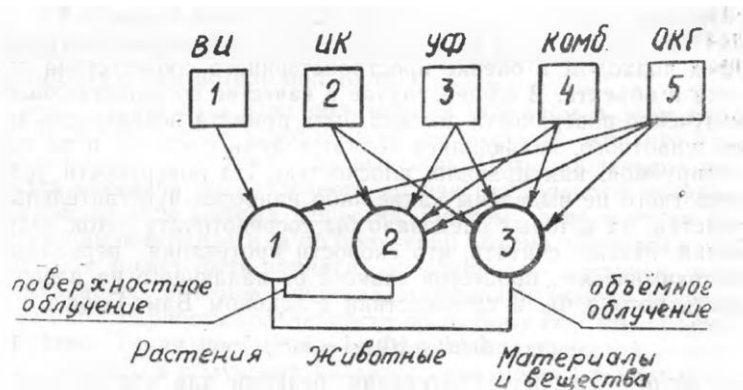 ВИ ИК УФ КОМБ. ОКГ
1 2 3 4 5
1 2 3
поверхностное облучение
объемное облучение
Растения Животные Материалы и вещества